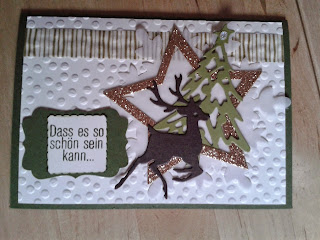 Dass es so
schön sein
kann...